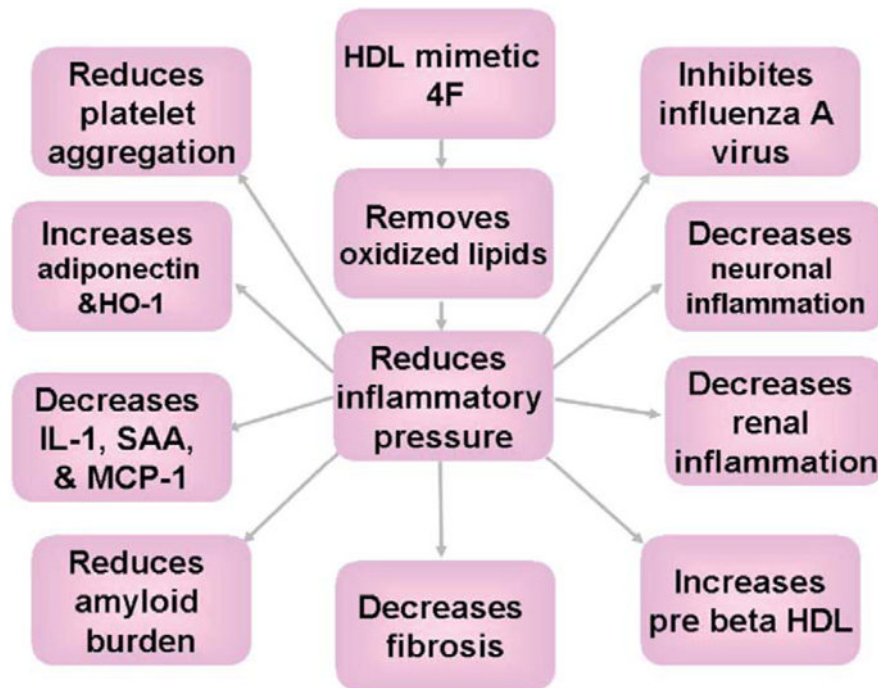 Reduces
platelet
aggregation
HDL mimetic
4F
Inhibites
influenza A
virus
Increases
adiponectin
&HO-1
Removes
oxidized lipids
Decreases
neuronal
inflammation
Decreases
IL-1, SAA,
& MCP-1
Reduces
inflammatory
pressure
Decreases
renal
inflammation
Reduces
amyloid
burden
Decreases
fibrosis
Increases
pre beta HDL